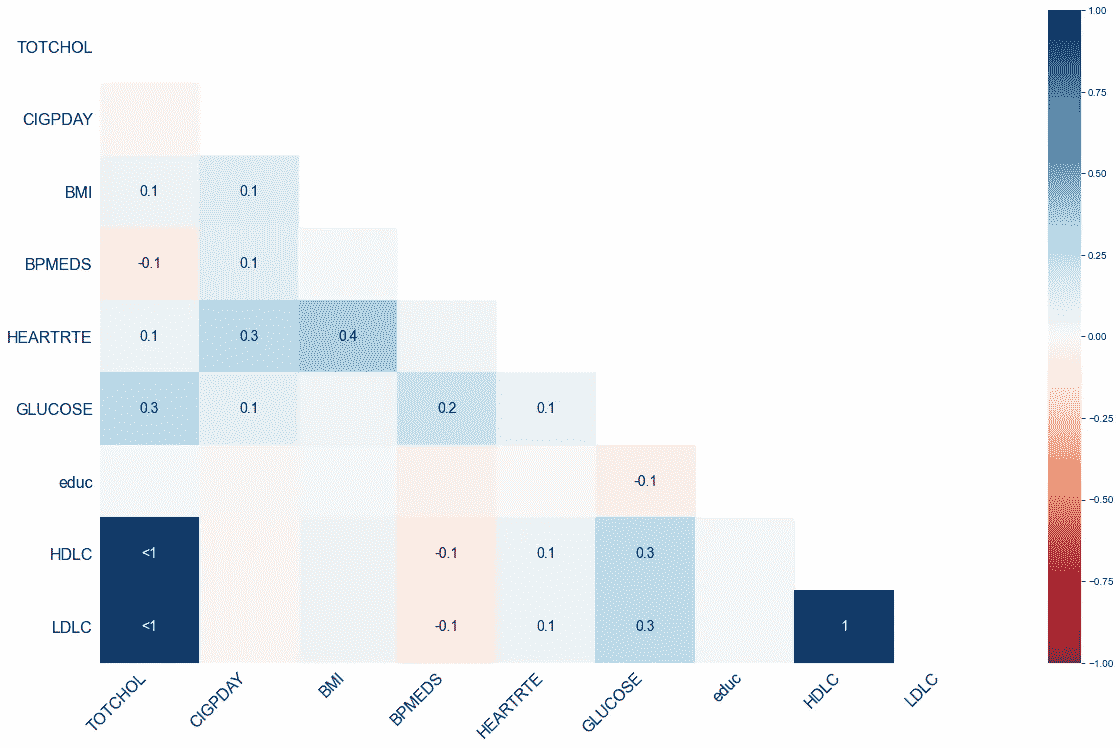 TOTCHOL
CIGPDAY
BMI 0.1 0.1
BPMEDS -0.1 0.1
HEARTRTE 0.1 0.3 0.4
GLUCOSE 0.3 0.1 0.2 0.1
educ -0.1
HDLC <1 -0.1 0.1 0.3
LDLC <1 -0.1 0.1 0.3 1
TOTCHOL CIGPDAY BMI BPMEDS HEARTRTE GLUCOSE educ HDLC LDLC
1.00
0.75
0.50
0.25
0.00
−0.25
−0.50
−0.75
−1.00